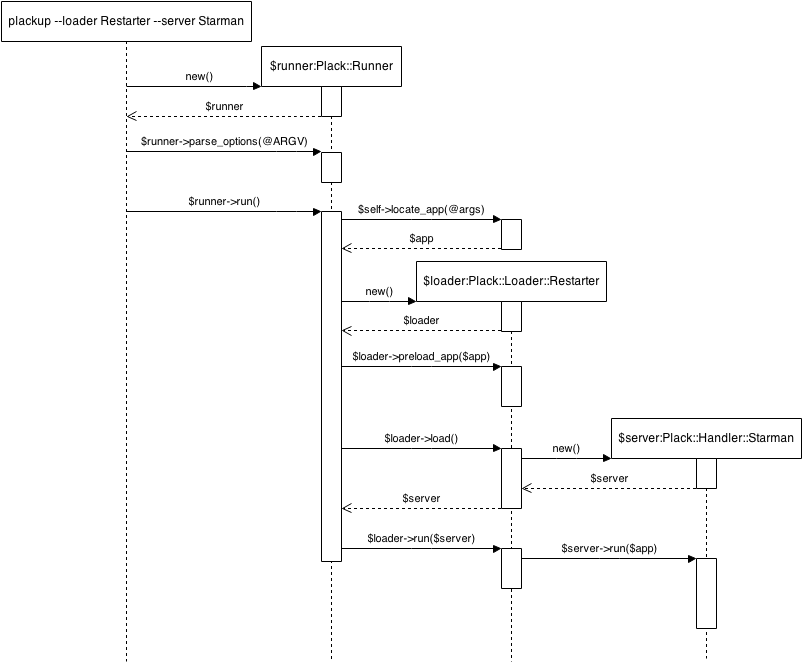 plackup --loader Restarter --server Starman
$runner:Plack::Runner
new()
$runner
$runner->parse_options(@ARGV)
$runner->run()
$self->locate_app(@args)
$app
$loader:Plack::Loader::Restarter
new()
$loader
$loader->preload_app($app)
$server:Plack::Handler::Starman
$loader->load()
new()
$server
$server
$loader->run($server)
$server->run($app)